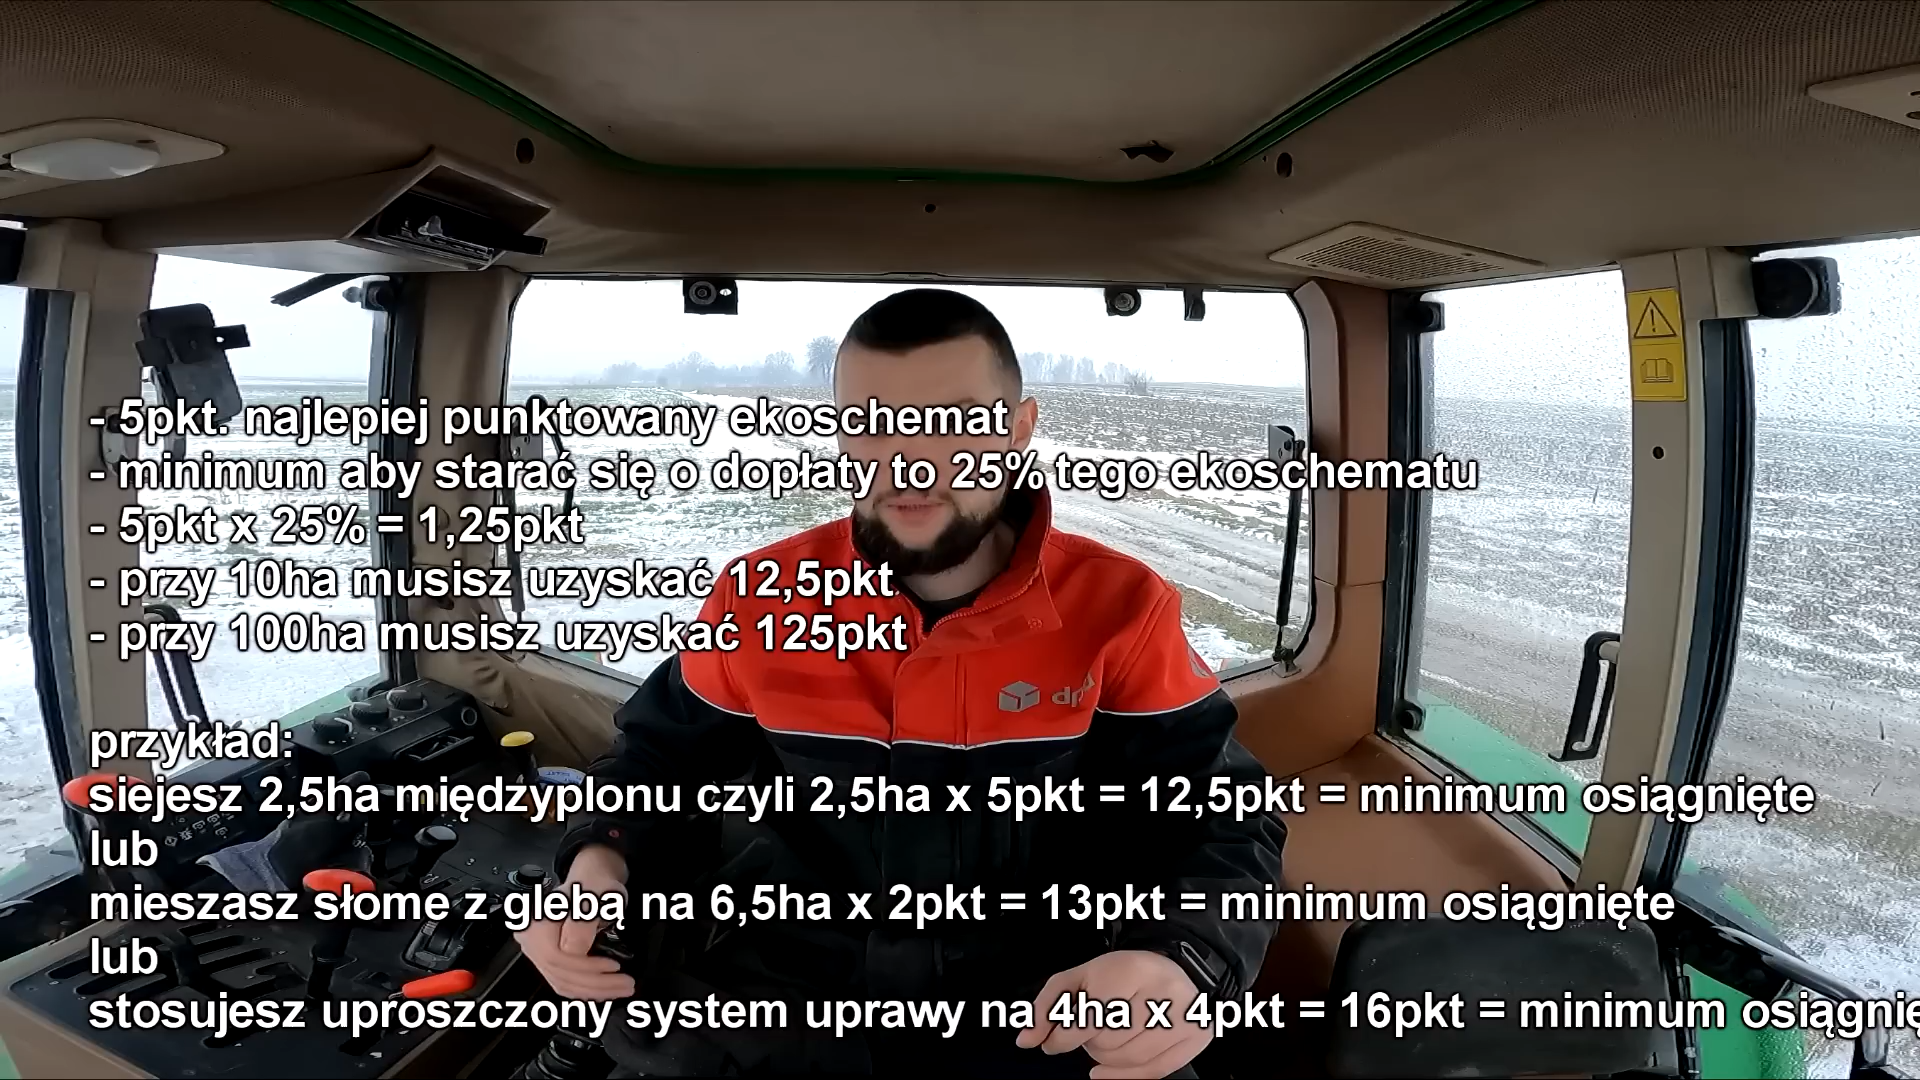 - 5pkt. najlepiej punktowany ekoschemat
- minimum aby starać się o dopłaty to 25% tego ekoschematu
- 5pkt x 25% = 1,25pkt
- przy 10ha musisz uzyskać 12,5pkt
- przy 100ha musisz uzyskać 125pkt
dpd
przykład:
siejesz 2,5ha międzyplonu czyli 2,5ha x 5pkt = 12,5pkt = minimum osiągnięte
lub
mieszasz słome z glebą na 6,5ha x 2pkt = 13pkt = minimum osiągnięte
lub
stosujesz uproszczony system uprawy na 4ha x 4pkt = 16pkt = minimum